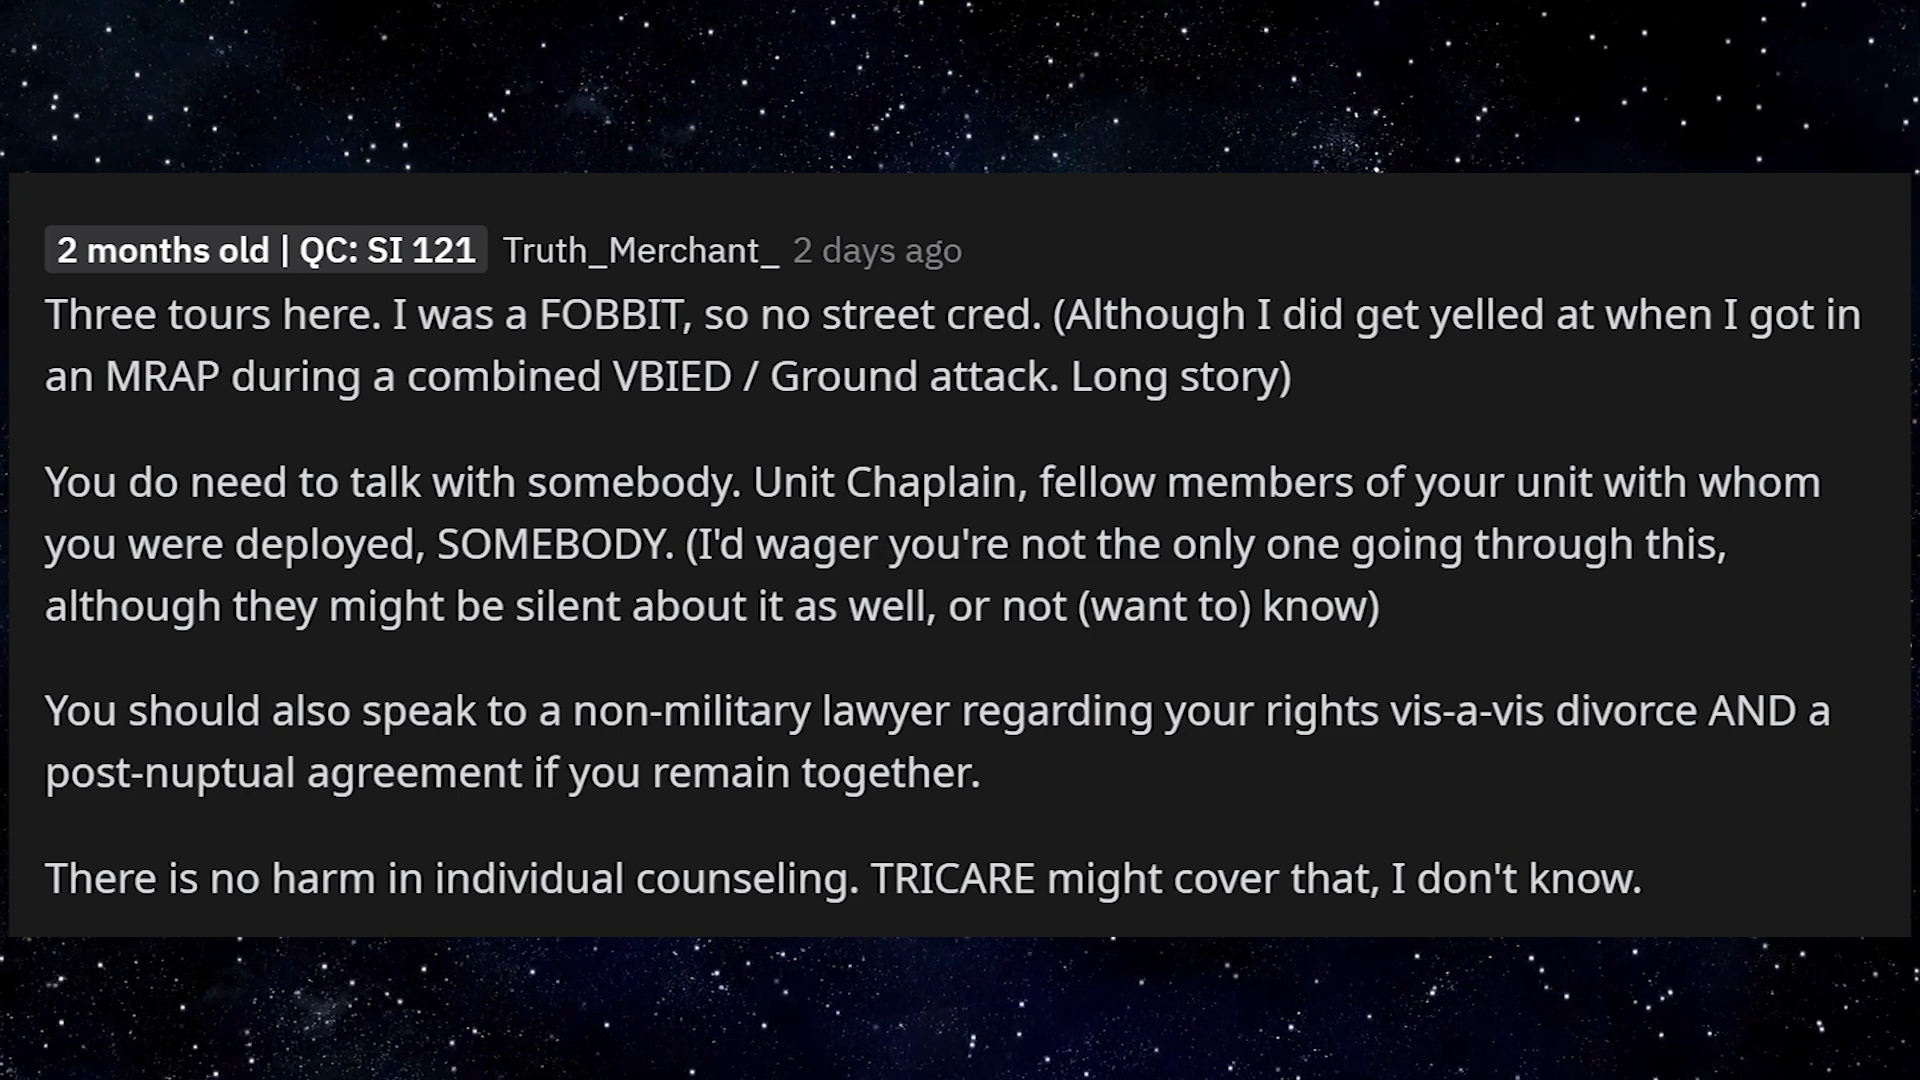 2 months old | QC: SI 121 Truth_Merchant_ 2 days ago
Three tours here. I was a FOBBIT, so no street cred. (Although I did get yelled at when I got in
an MRAP during a combined VBIED / Ground attack. Long story)
You do need to talk with somebody. Unit Chaplain, fellow members of your unit with whom
you were deployed, SOMEBODY. (I'd wager you're not the only one going through this,
although they might be silent about it as well, or not (want to) know)
You should also speak to a non-military lawyer regarding your rights vis-a-vis divorce AND a
post-nuptual agreement if you remain together.
There is no harm in individual counseling. TRICARE might cover that, I don't know.